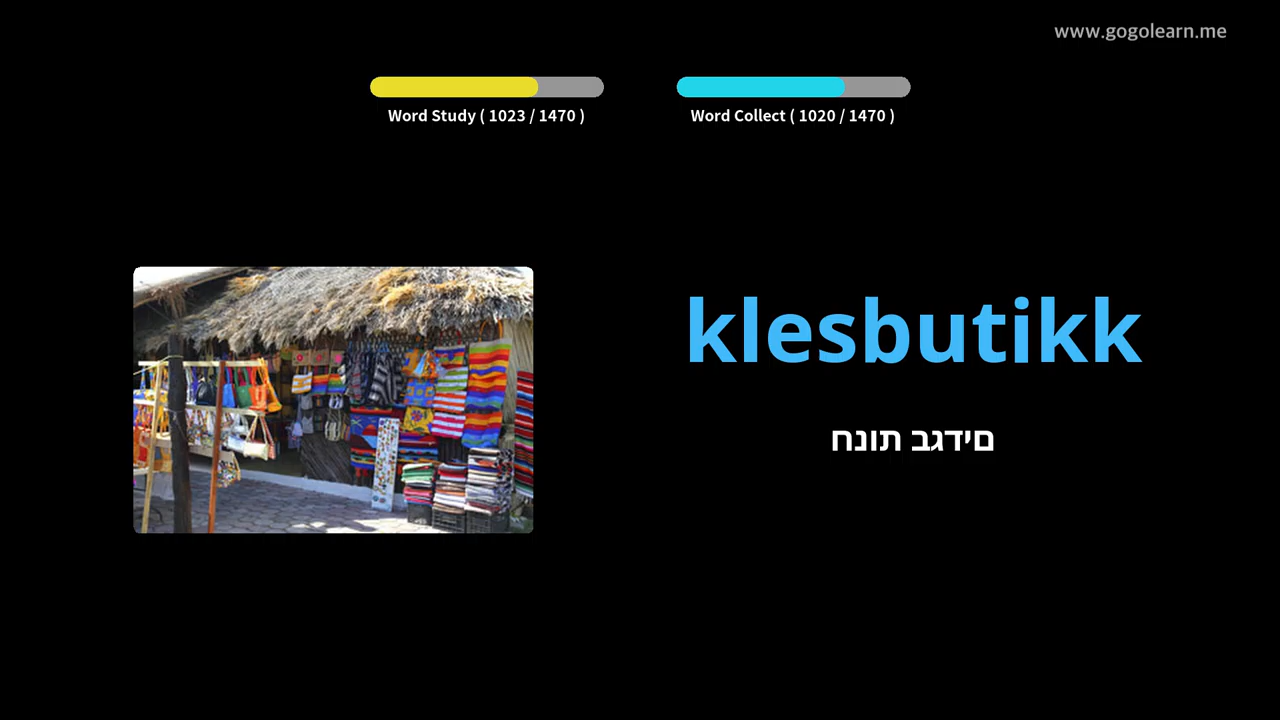 www.gogolearn.me
Word Study ( 1023 / 1470 )
Word Collect ( 1020 / 1470 )
klesbutikk
חנות בגדים